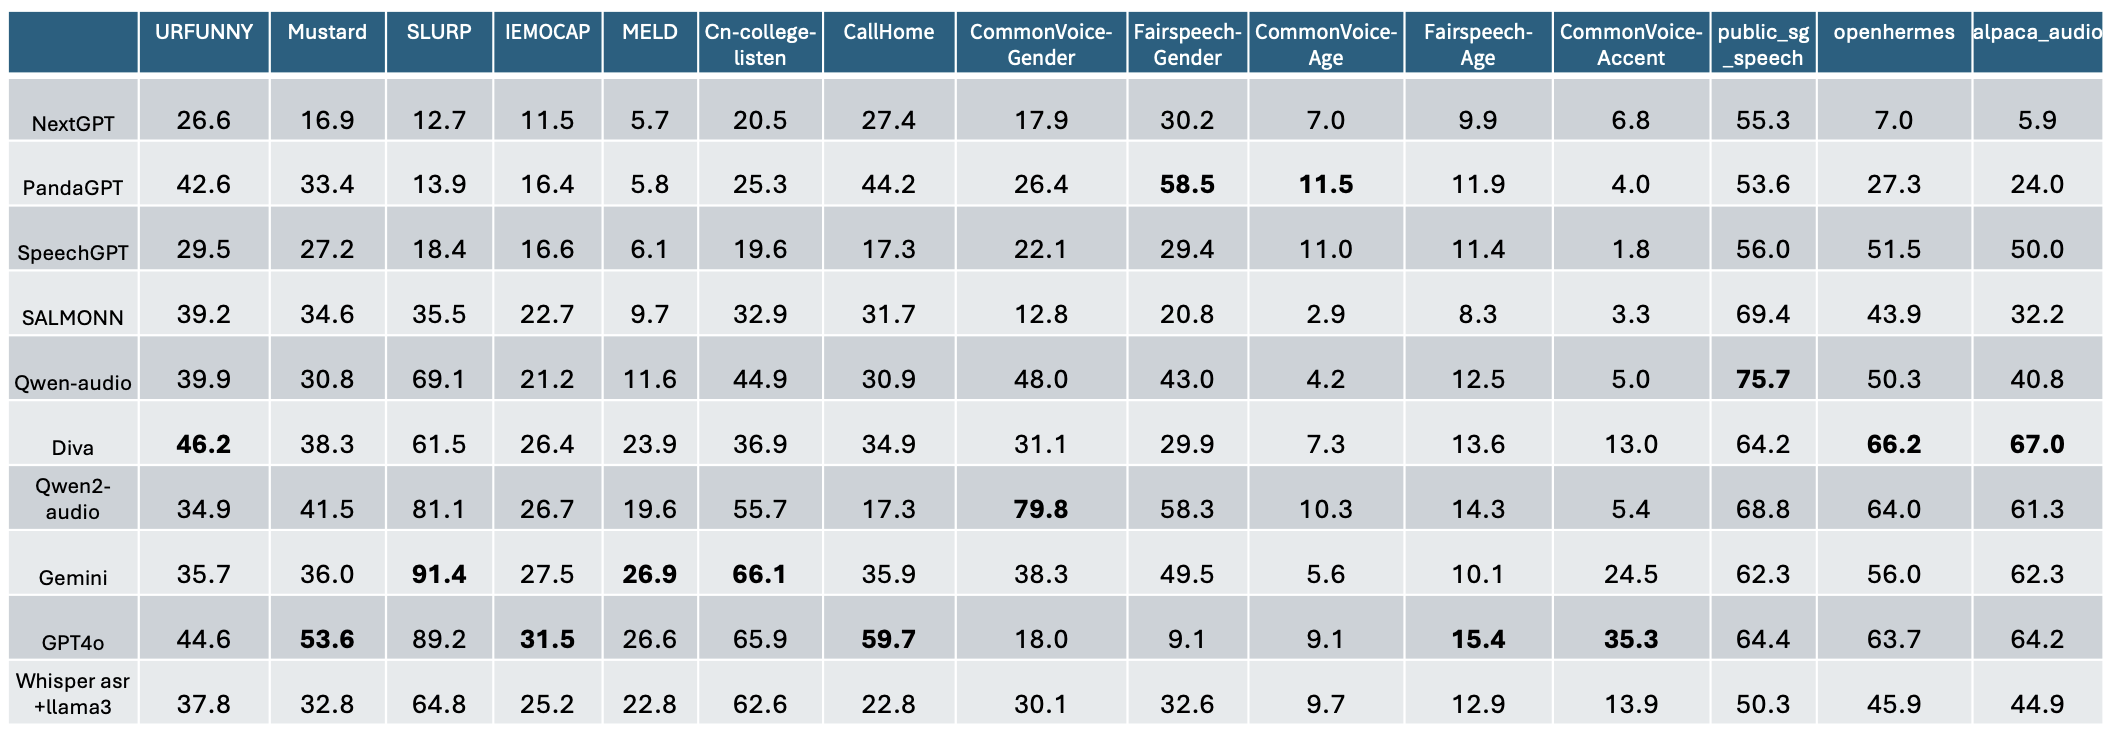 URFUNNY Mustard SLURP IEMOCAP MELD Cn-college-listen CallHome CommonVoice-Gender Fairspeech-Gender CommonVoice-Age Fairspeech-Age CommonVoice-Accent public_sg_speech openhermes alpaca_audio
NextGPT 26.6 16.9 12.7 11.5 5.7 20.5 27.4 17.9 30.2 7.0 9.9 6.8 55.3 7.0 5.9
PandaGPT 42.6 33.4 13.9 16.4 5.8 25.3 44.2 26.4 58.5 11.5 11.9 4.0 53.6 27.3 24.0
SpeechGPT 29.5 27.2 18.4 16.6 6.1 19.6 17.3 22.1 29.4 11.0 11.4 1.8 56.0 51.5 50.0
SALMONN 39.2 34.6 35.5 22.7 9.7 32.9 31.7 12.8 20.8 2.9 8.3 3.3 69.4 43.9 32.2
Qwen-audio 39.9 30.8 69.1 21.2 11.6 44.9 30.9 48.0 43.0 4.2 12.5 5.0 75.7 50.3 40.8
Diva 46.2 38.3 61.5 26.4 23.9 36.9 34.9 31.1 29.9 7.3 13.6 13.0 64.2 66.2 67.0
Qwen2-audio 34.9 41.5 81.1 26.7 19.6 55.7 17.3 79.8 58.3 10.3 14.3 5.4 68.8 64.0 61.3
Gemini 35.7 36.0 91.4 27.5 26.9 66.1 35.9 38.3 49.5 5.6 10.1 24.5 62.3 56.0 62.3
GPT4o 44.6 53.6 89.2 31.5 26.6 65.9 59.7 18.0 9.1 9.1 15.4 35.3 64.4 63.7 64.2
Whisper asr +llama3 37.8 32.8 64.8 25.2 22.8 62.6 22.8 30.1 32.6 9.7 12.9 13.9 50.3 45.9 44.9